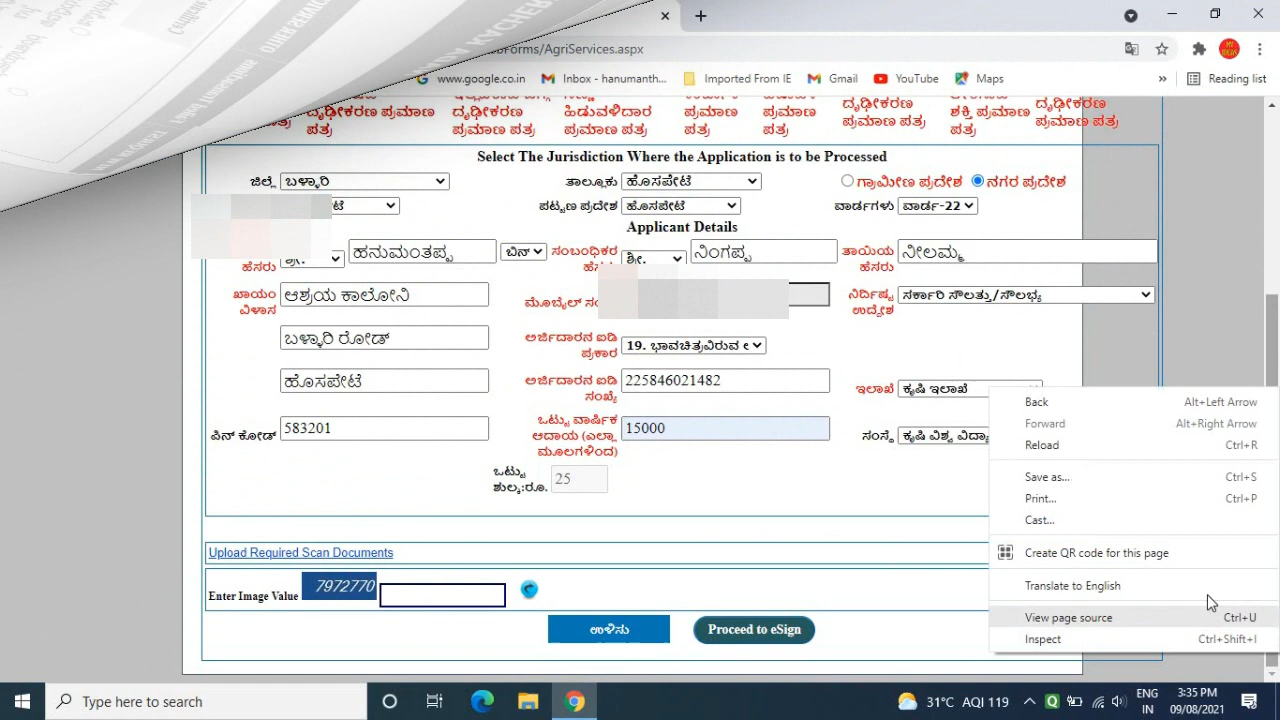 Forms/AgriServices.aspx
www.google.co.in Inbox - hanumanth... Imported From IE Gmail YouTube Maps » Reading list
ದೃಢೀಕರಣ ಹಿಡುವಳಿದಾರ ಪ್ರಮಾಣ ಪ್ರಮಾಣ ದೃಢೀಕರಣ ಶಕ್ತಿ ಪ್ರಮಾಣ ದೃಢೀಕರಣ
ಪತ್ರ ಪ್ರಮಾಣ ಪತ್ರ ಪ್ರಮಾಣ ಪತ್ರ ಪತ್ರ ಪತ್ರ ಪ್ರಮಾಣ ಪತ್ರ ಪತ್ರ ಪ್ರಮಾಣ ಪತ್ರ
Select The Jurisdiction Where the Application is to be Processed
ಜಿಲ್ಲೆ ಬಳ್ಳಾರಿ ತಾಲ್ಲೂಕು ಹೊಸಪೇಟೆ ಗ್ರಾಮೀಣ ಪ್ರದೇಶ ನಗರ ಪ್ರದೇಶ
ಪೇಟೆ ಪಟ್ಟಣ ಪ್ರದೇಶ ಹೊಸಪೇಟೆ ವಾರ್ಡಗಳು ವಾರ್ಡ-22
Applicant Details
ಹೆಸರು ಶ್ರೀ. ಹನುಮಂತಪ್ಪ ಬಿನ್ ಸಂಬಂಧಿಕರ ಹೆಸರು ಶ್ರೀ. ನಿಂಗಪ್ಪ ತಾಯಿಯ ಹೆಸರು ನೀಲಮ್ಮ
ಖಾಯಂ ವಿಳಾಸ ಆಶ್ರಯ ಕಾಲೋನಿ ಮೊಬೈಲ್ ನಿರ್ದಿಷ್ಟ ಉದ್ದೇಶ ಸರ್ಕಾರಿ ಸೌಲತ್ತು/ಸೌಲಭ್ಯ
ಬಳ್ಳಾರಿ ರೋಡ್ ಅರ್ಜಿದಾರನ ಐಡಿ ಪ್ರಕಾರ 19. ಭಾವಚಿತ್ರವಿರುವ
ಹೊಸಪೇಟೆ ಅರ್ಜಿದಾರನ ಐಡಿ ಸಂಖ್ಯೆ 225846021482 ಇಲಾಖೆ ಕೃಷಿ ಇಲಾಖೆ
ಪಿನ್ ಕೋಡ್ 583201 ಒಟ್ಟು ವಾರ್ಷಿಕ ಆದಾಯ (ಎಲ್ಲಾ ಮೂಲಗಳಿಂದ) 15000 ಸಂಸ್ಥೆ ಕೃಷಿ ವಿಶ್ವ
ಒಟ್ಟು ಶುಲ್ಕ:ರೂ. 25
Upload Required Scan Documents
Enter Image Value 7972770
ಉಳಿಸು Proceed to eSign
Back Alt+Left Arrow
Forward Alt+Right Arrow
Reload Ctrl+R
Save as... Ctrl+S
Print... Ctrl+P
Cast...
Create QR code for this page
Translate to English
View page source Ctrl+U
Inspect Ctrl+Shift+I
Type here to search 31°C AQI 119 ENG IN 3:35 PM 09/08/2021